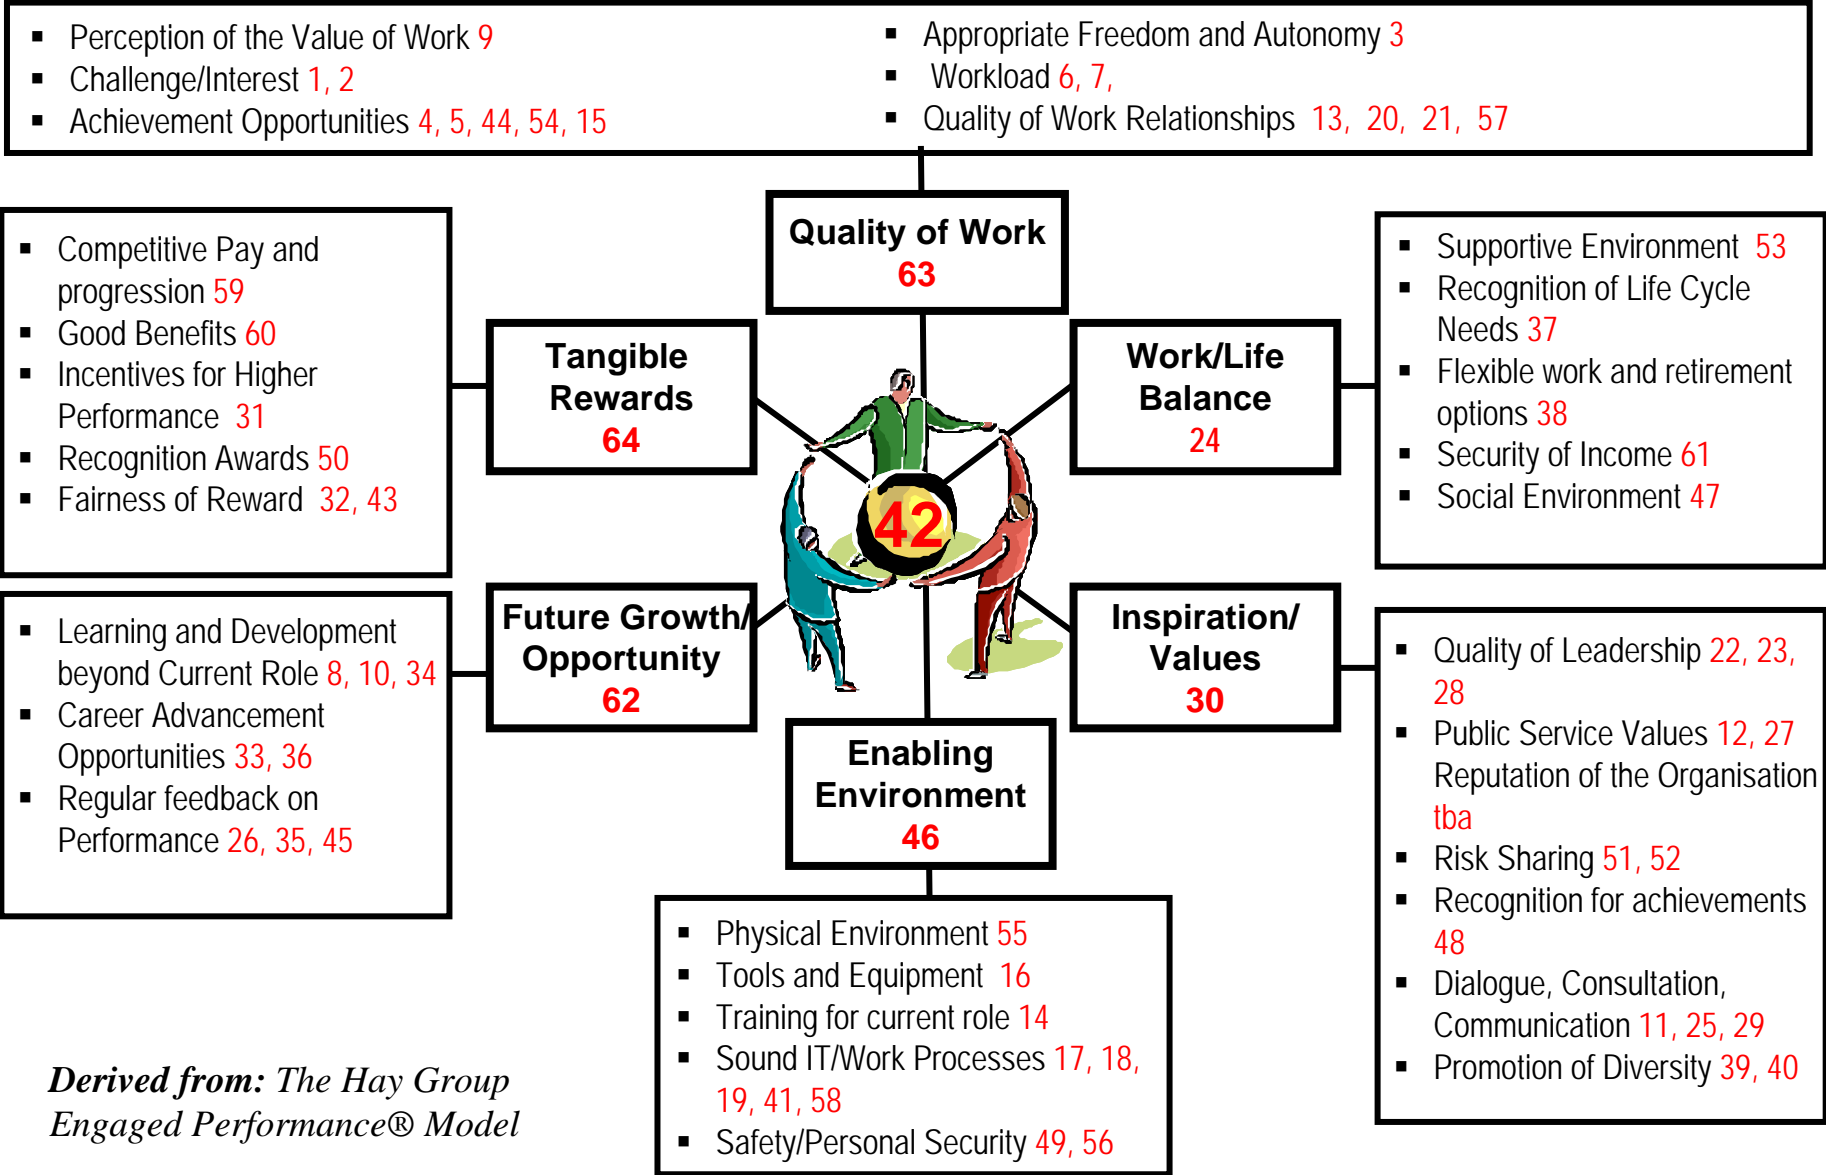 ▪ Perception of the Value of Work 9
▪ Challenge/Interest 1, 2
▪ Achievement Opportunities 4, 5, 44, 54, 15
▪ Appropriate Freedom and Autonomy 3
▪ Workload 6, 7,
▪ Quality of Work Relationships 13, 20, 21, 57
Quality of Work
63
▪ Competitive Pay and
progression 59
▪ Good Benefits 60
▪ Incentives for Higher
Performance 31
▪ Recognition Awards 50
▪ Fairness of Reward 32, 43
Tangible
Rewards
64
Work/Life
Balance
24
▪ Supportive Environment 53
▪ Recognition of Life Cycle
Needs 37
▪ Flexible work and retirement
options 38
▪ Security of Income 61
▪ Social Environment 47
42
▪ Learning and Development
beyond Current Role 8, 10, 34
▪ Career Advancement
Opportunities 33, 36
▪ Regular feedback on
Performance 26, 35, 45
Future Growth/
Opportunity
62
Inspiration/
Values
30
▪ Quality of Leadership 22, 23,
28
▪ Public Service Values 12, 27
Reputation of the Organisation
tba
▪ Risk Sharing 51, 52
▪ Recognition for achievements
48
▪ Dialogue, Consultation,
Communication 11, 25, 29
▪ Promotion of Diversity 39, 40
Enabling
Environment
46
▪ Physical Environment 55
▪ Tools and Equipment 16
▪ Training for current role 14
▪ Sound IT/Work Processes 17, 18,
19, 41, 58
▪ Safety/Personal Security 49, 56
Derived from: The Hay Group
Engaged Performance® Model